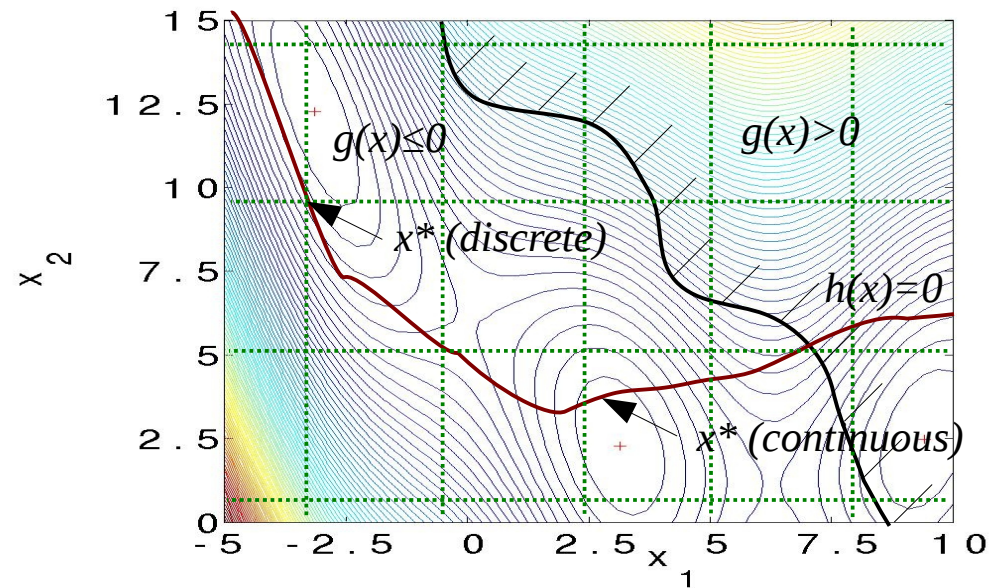 15
12.5
10
7.5
5
2.5
0
x2
g(x)≤0
g(x)>0
x* (discrete)
h(x)=0
x* (continuous)
-5 -2.5 0 2.5 5 7.5 10
x1